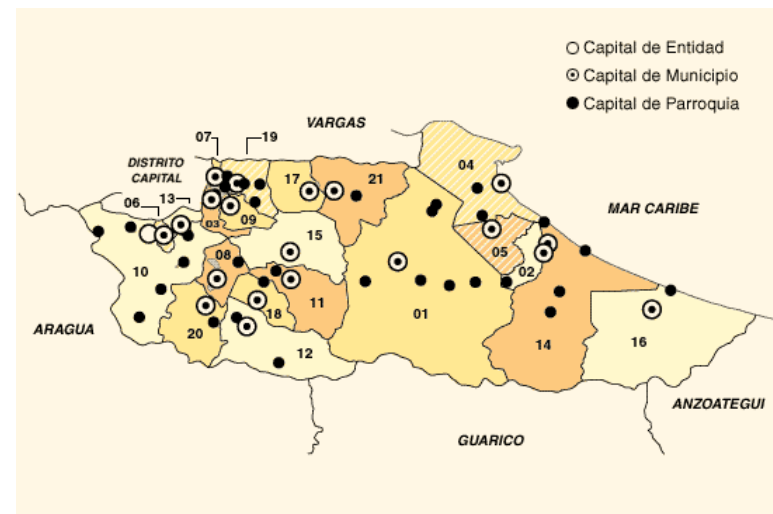 Capital de Entidad
Capital de Municipio
Capital de Parroquia
VARGAS
07
19
DISTRITO
CAPITAL
04
17
21
06
13
MAR CARIBE
03
09
15
05
02
08
10
11
01
18
ARAGUA
20
12
14
16
ANZOATEGUI
GUARICO